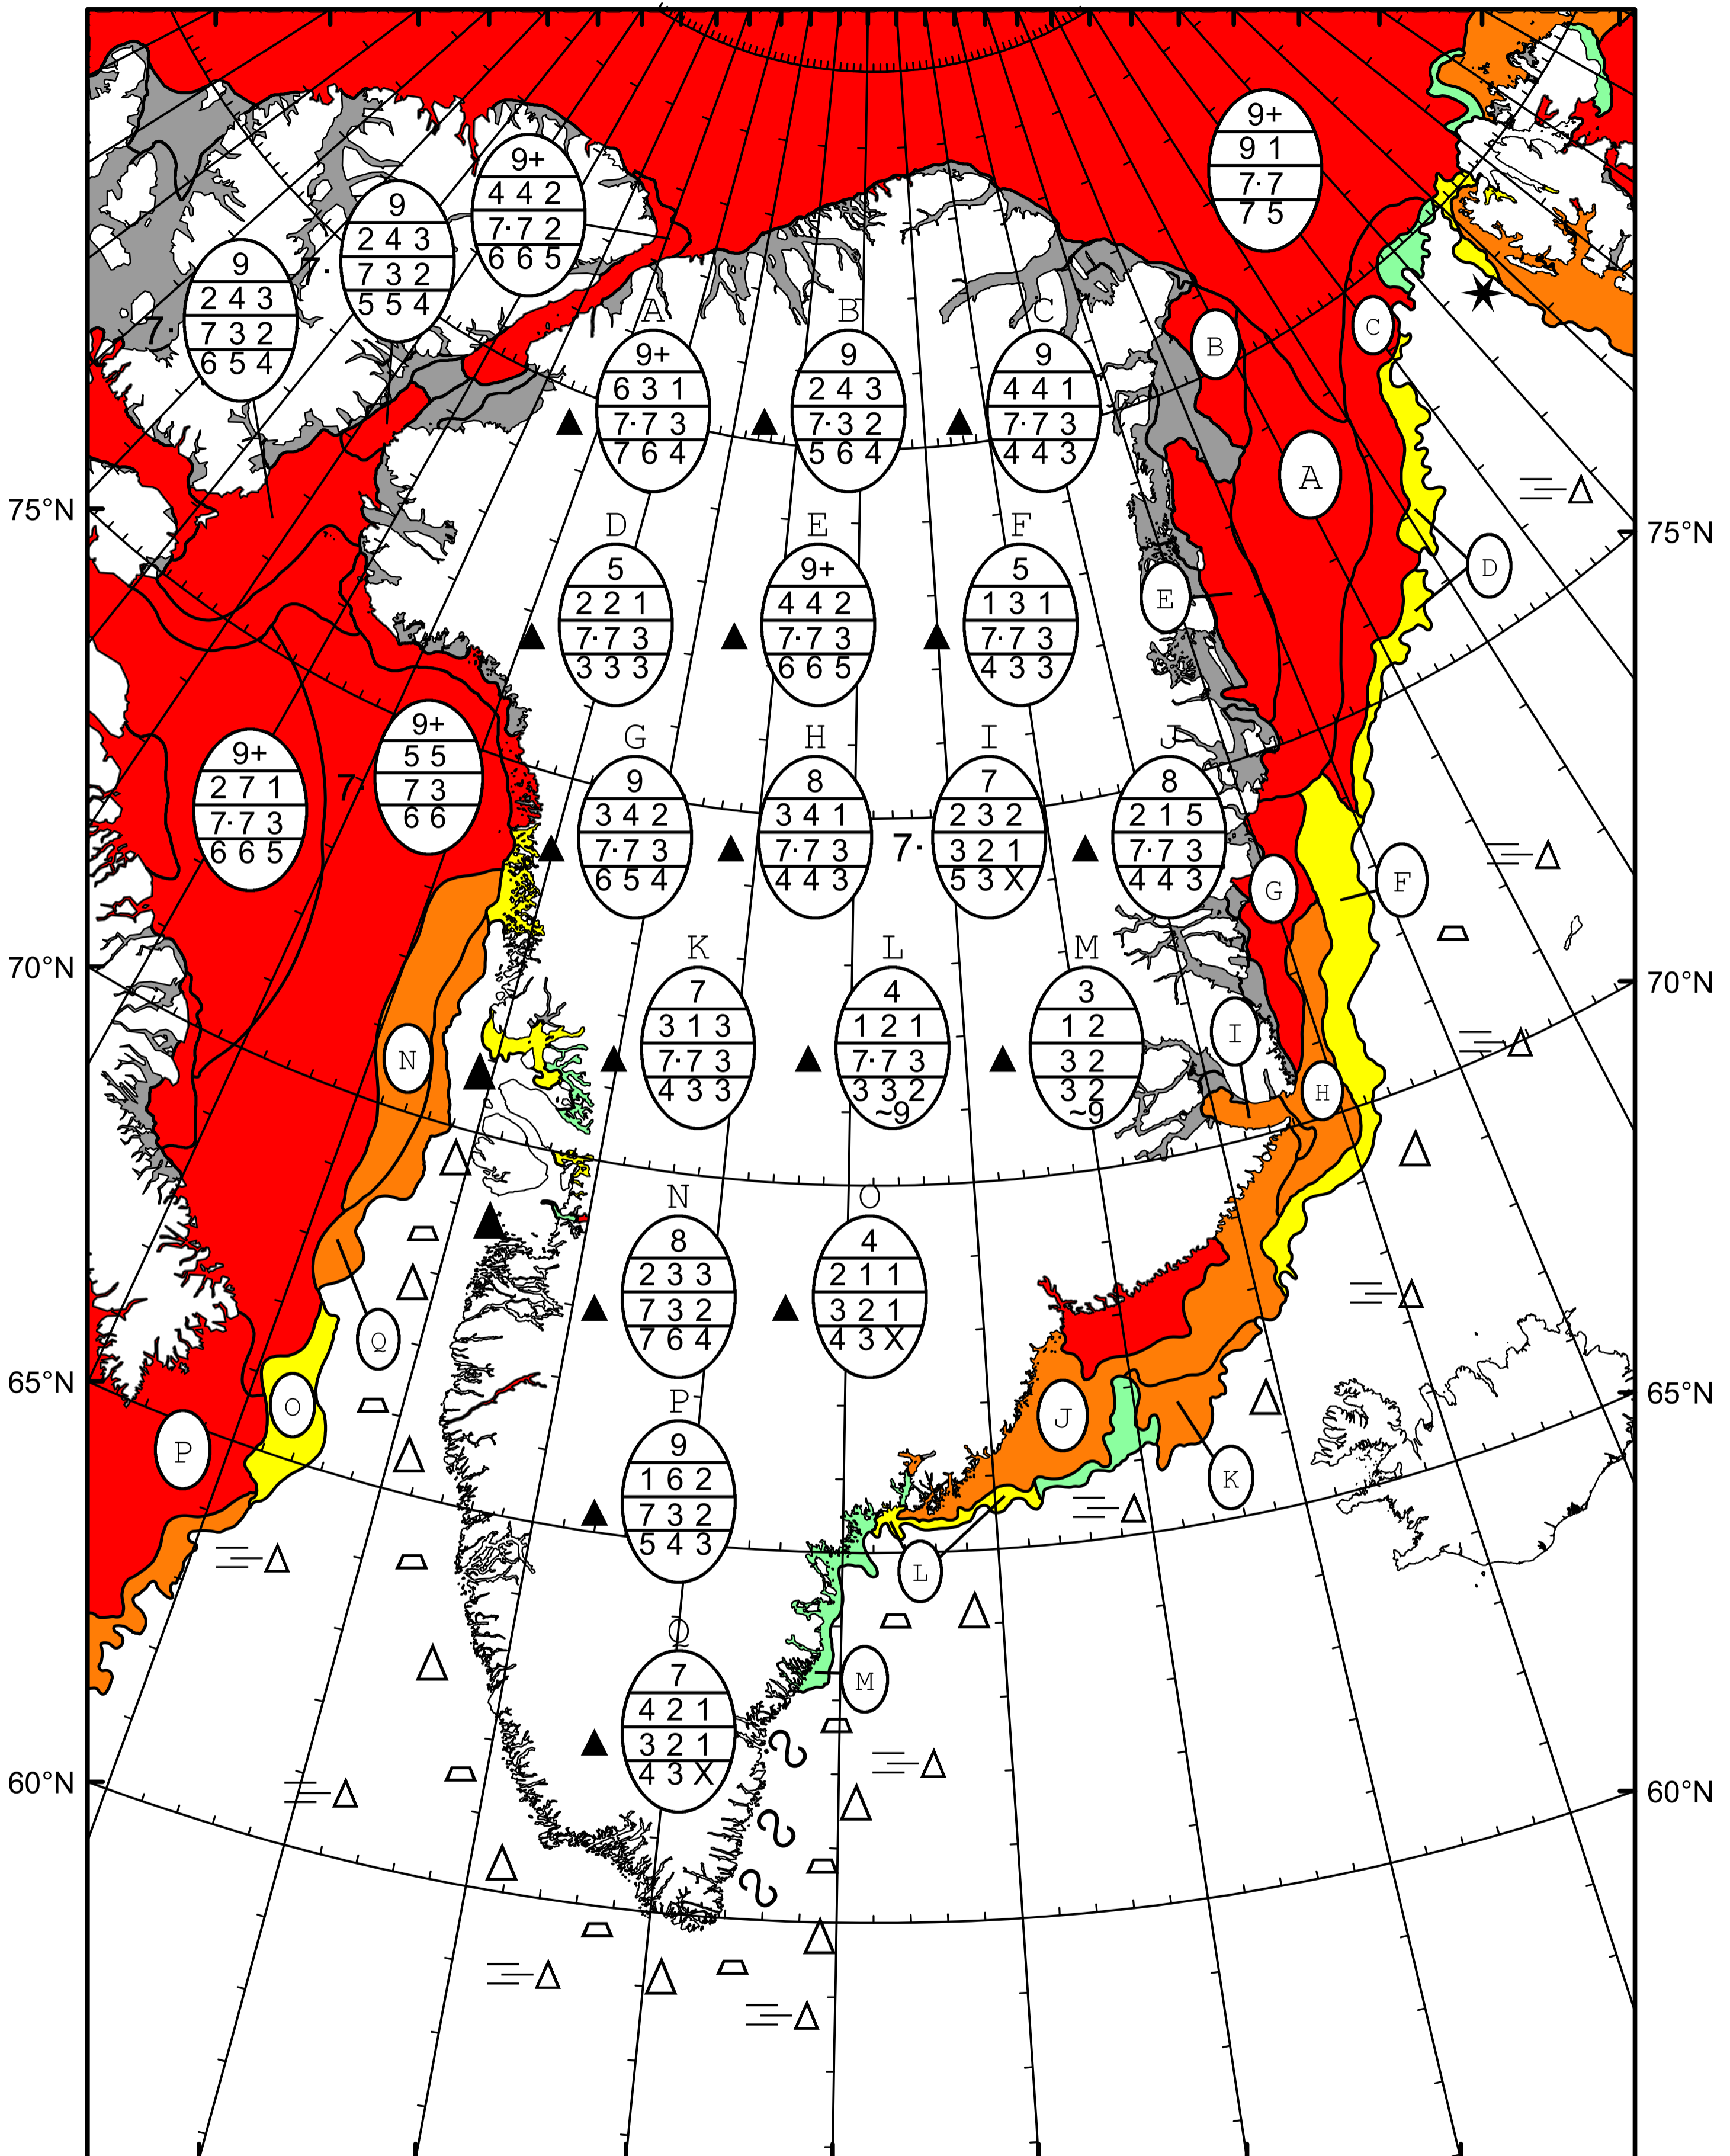 9+
9 1
7·7
7 5
9+
4 4 2
7·7 2
6 6 5
9
2 4 3
7· 7 3 2
5 5 4
9
2 4 3
7· 7 3 2
6 5 4
A
9+
6 3 1
7·7 3
7 6 4
B
9
2 4 3
7·3 2
5 6 4
C
9
4 4 1
7·7 3
4 4 3
B
C
A
75°N
75°N
D
5
2 2 1
7·7 3
3 3 3
E
9+
4 4 2
7·7 3
6 6 5
F
5
1 3 1
7·7 3
4 3 3
E
D
9+
2 7 1
7·7 3
6 6 5
9+
5 5
7· 7 3
6 6
G
9
3 4 2
7·7 3
6 5 4
H
8
3 4 1
7·7 3
4 4 3
I
7
2 3 2
7· 3 2 1
5 3 X
J
8
2 1 5
7·7 3
4 4 3
G
F
70°N
70°N
K
7
3 1 3
7·7 3
4 3 3
L
4
1 2 1
7·7 3
3 3 2
~9
M
3
1 2
3 2
3 2
~9
N
I
H
N
8
2 3 3
7 3 2
7 6 4
O
4
2 1 1
3 2 1
4 3 X
Q
65°N
65°N
O
P
J
K
P
9
1 6 2
7 3 2
5 4 3
L
M
Q
7
4 2 1
3 2 1
4 3 X
60°N
60°N